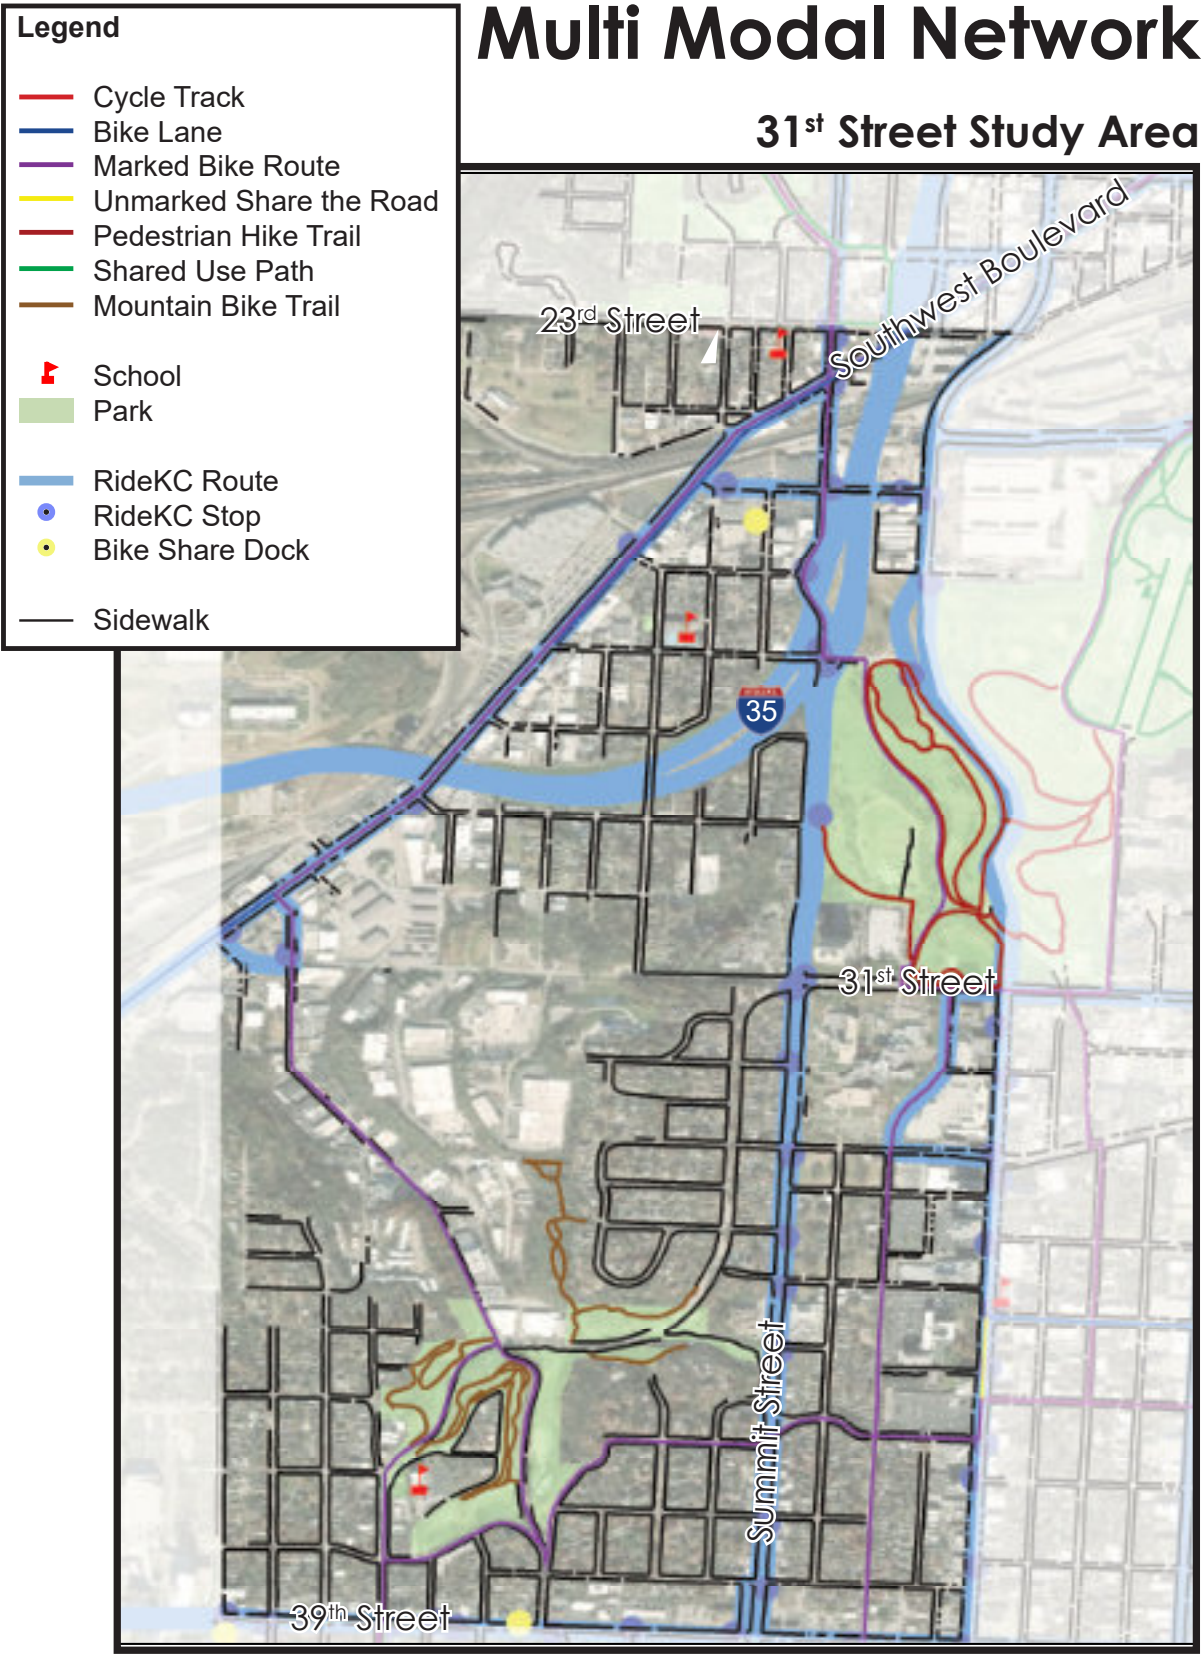 Legend
Cycle Track
Bike Lane
Marked Bike Route
Unmarked Share the Road
Pedestrian Hike Trail
Shared Use Path
Mountain Bike Trail
School
Park
RideKC Route
RideKC Stop
Bike Share Dock
Sidewalk
Multi Modal Network
31st Street Study Area
Southwest Boulevard
23rd Street
35
31st Street
Summit Street
39th Street